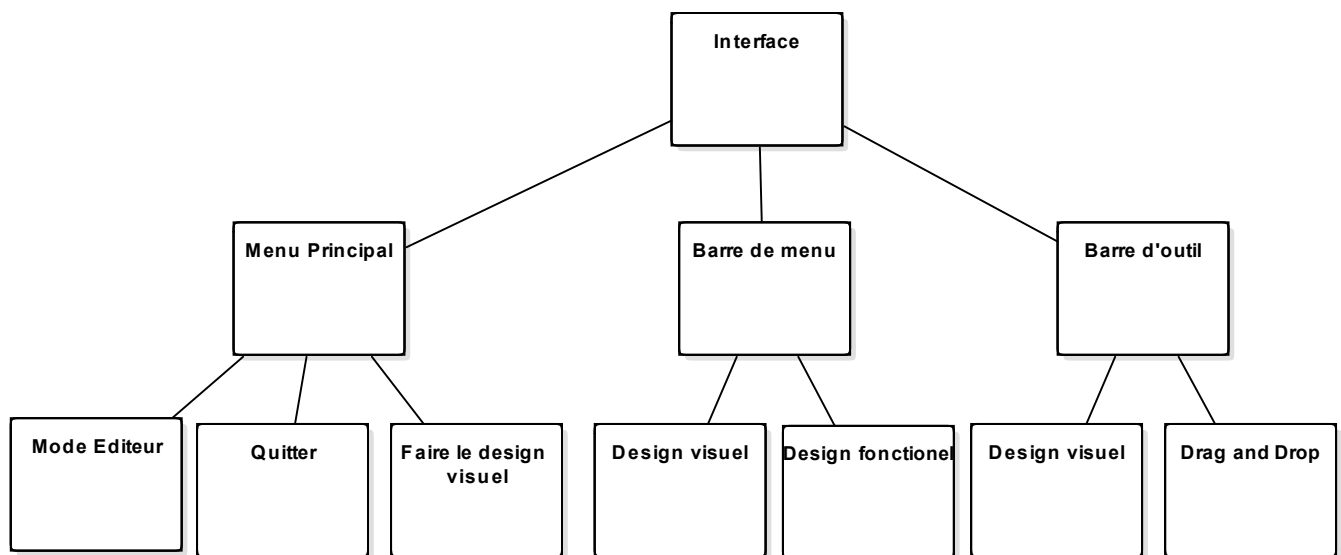 Interface
Menu Principal
Barre de menu
Barre d'outil
Mode Editeur
Quitter
Faire le design
visuel
Design visuel
Design fonctionel
Design visuel
Drag and Drop